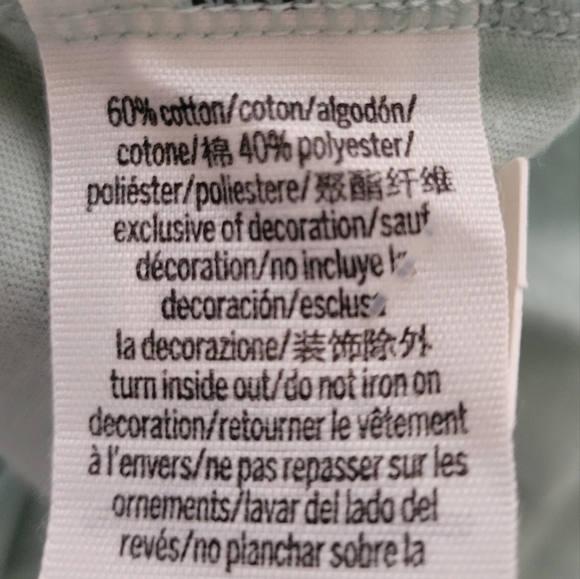 60% cotton/coton/algodón/
cotone/棉 40% polyester/
poliéster/poliestere/聚酯纤维
exclusive of decoration/sauf
décoration/no incluye
decoración/esclusa
la decorazione/装饰除外
turn inside out/do not iron on
decoration/retourner le vêtement
à l'envers/ne pas repasser sur les
ornements/lavar del lado del
revés/no planchar sobre la